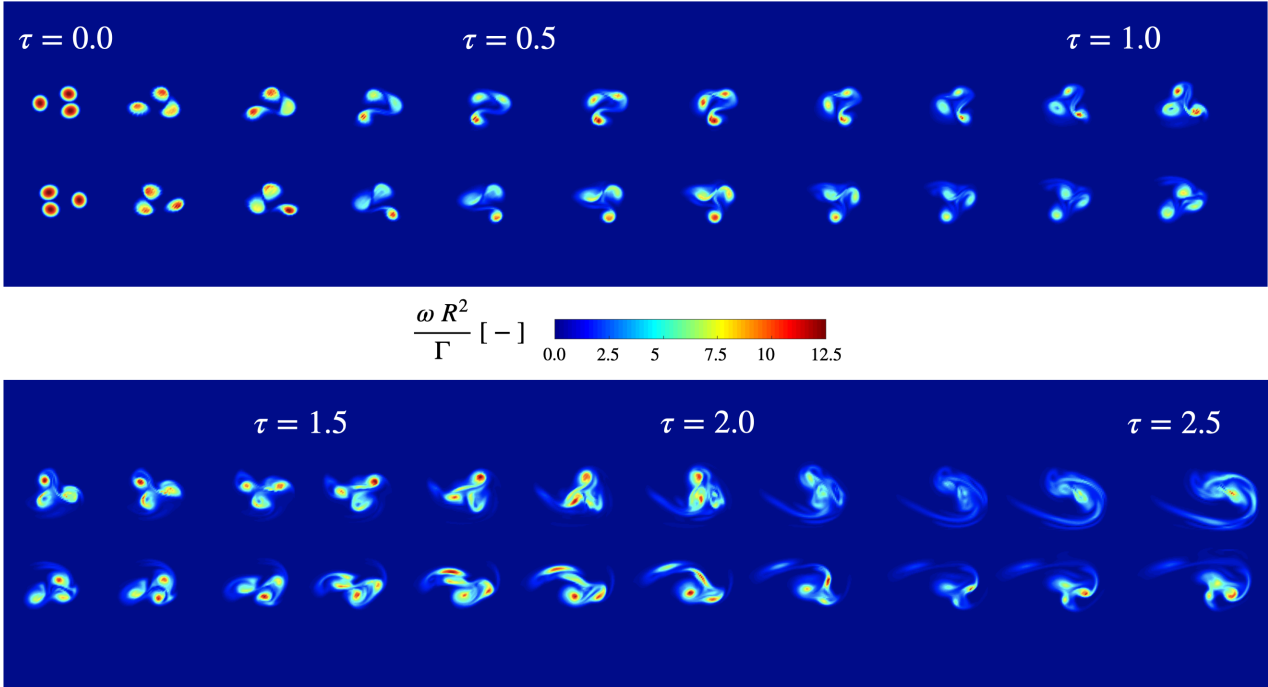 τ = 0.0 τ = 0.5 τ = 1.0
ω R²
Γ
[ − ]
0.0 2.5 5 7.5 10 12.5
τ = 1.5 τ = 2.0 τ = 2.5